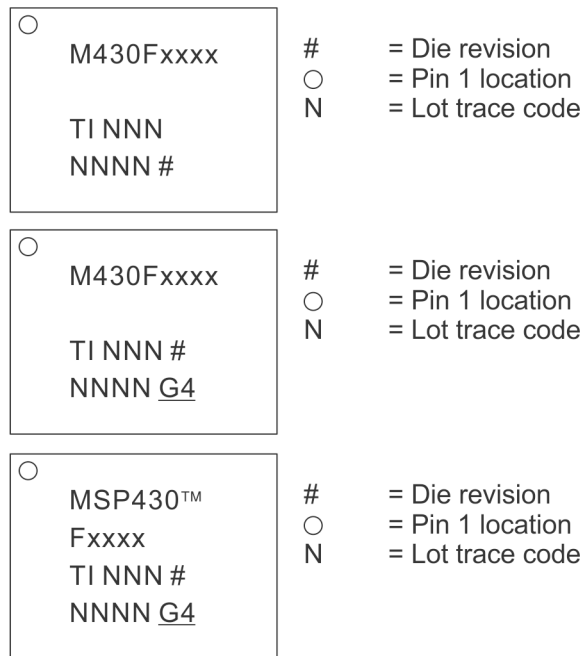 M430Fxxxx
TI NNN
NNNN #
# = Die revision
○ = Pin 1 location
N = Lot trace code
M430Fxxxx
TI NNN #
NNNN G4
# = Die revision
○ = Pin 1 location
N = Lot trace code
MSP430™
Fxxxx
TI NNN #
NNNN G4
# = Die revision
○ = Pin 1 location
N = Lot trace code